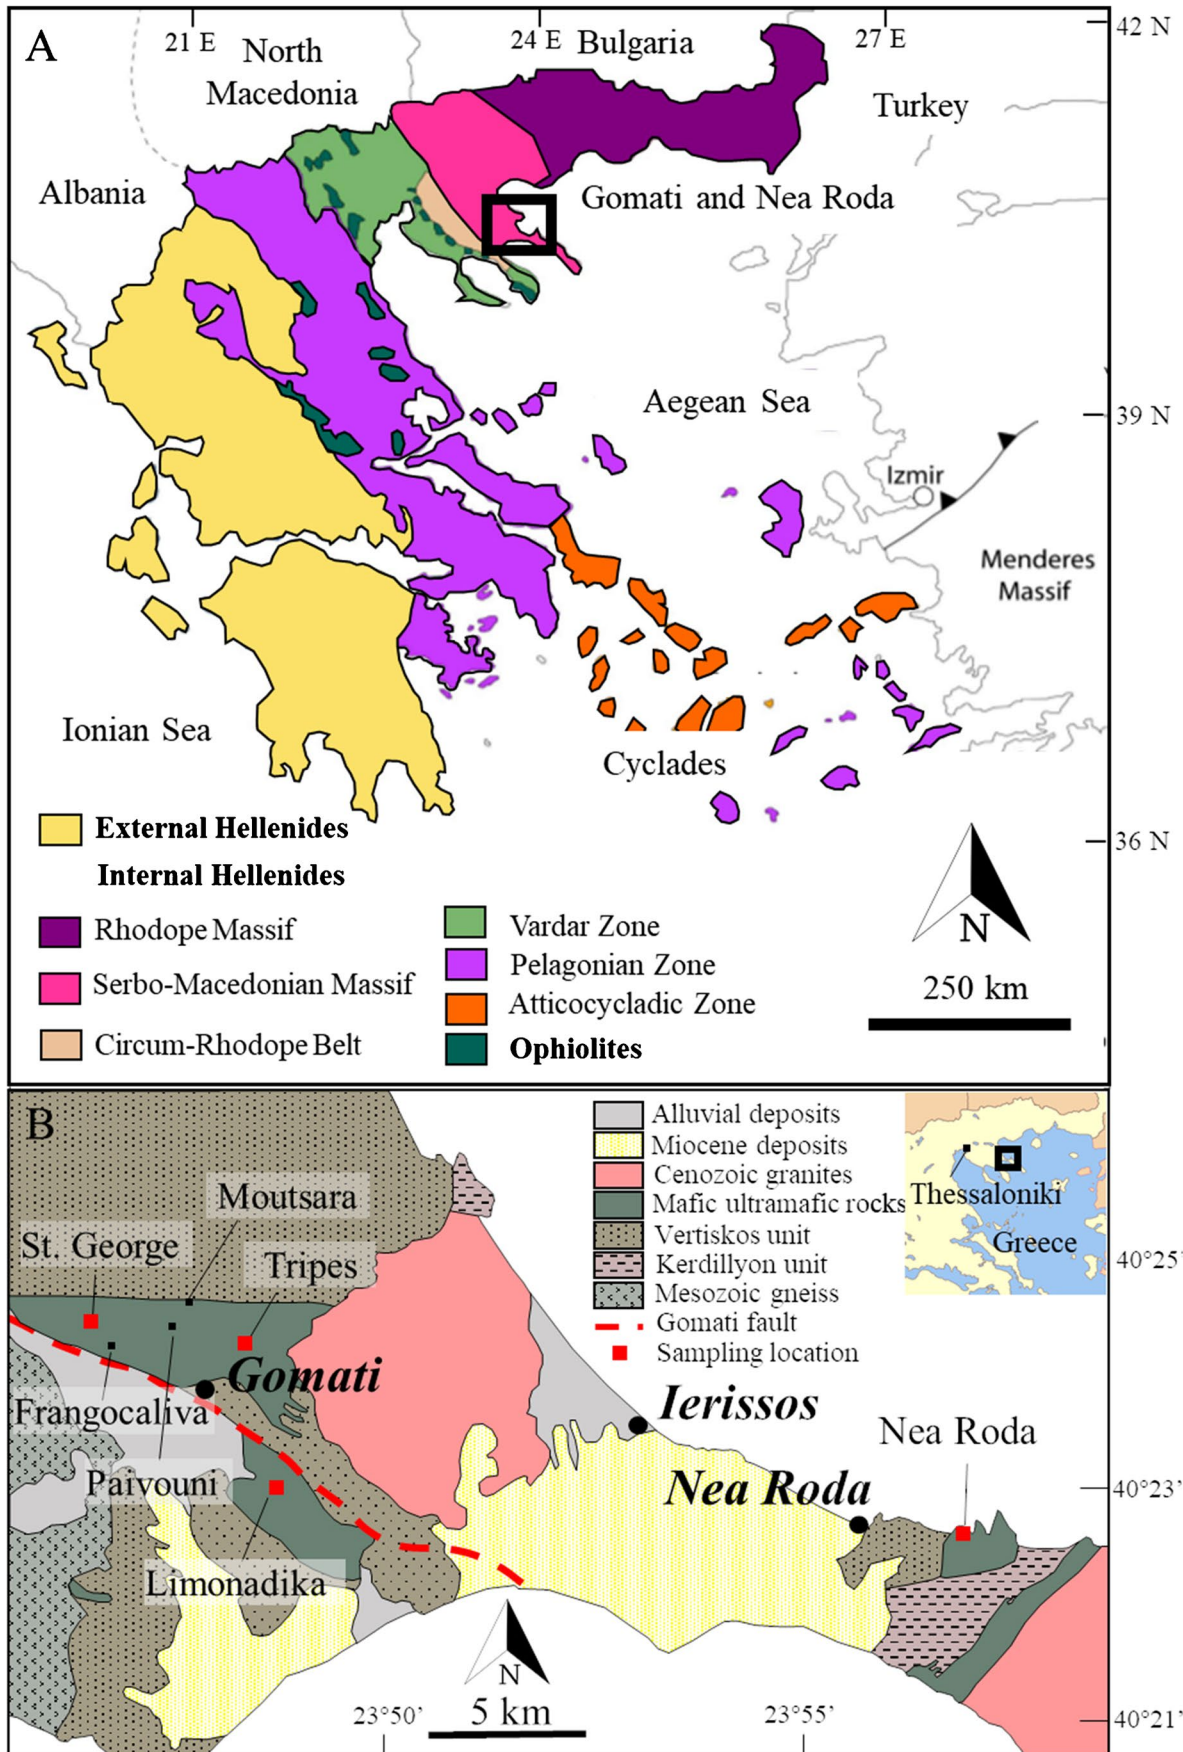 A
21 E
24 E
27 E
42 N
North
Macedonia
Bulgaria
Turkey
Albania
Gomati and Nea Roda
Aegean Sea
39 N
Izmir
Menderes
Massif
Ionian Sea
Cyclades
36 N
External Hellenides
Internal Hellenides
Rhodope Massif
Serbo-Macedonian Massif
Circum-Rhodope Belt
Vardar Zone
Pelagonian Zone
Atticocycladic Zone
Ophiolites
N
250 km
B
Alluvial deposits
Miocene deposits
Cenozoic granites
Mafic ultramafic rocks
Vertiskos unit
Kerdillyon unit
Mesozoic gneiss
Gomati fault
Sampling location
Thessaloniki
Greece
Moutsara
St. George
Tripes
40°25'
Gomati
Frangocaliva
Ierissos
Nea Roda
Paivouni
Nea Roda
40°23'
Limonadika
N
5 km
23°50'
23°55'
40°21'